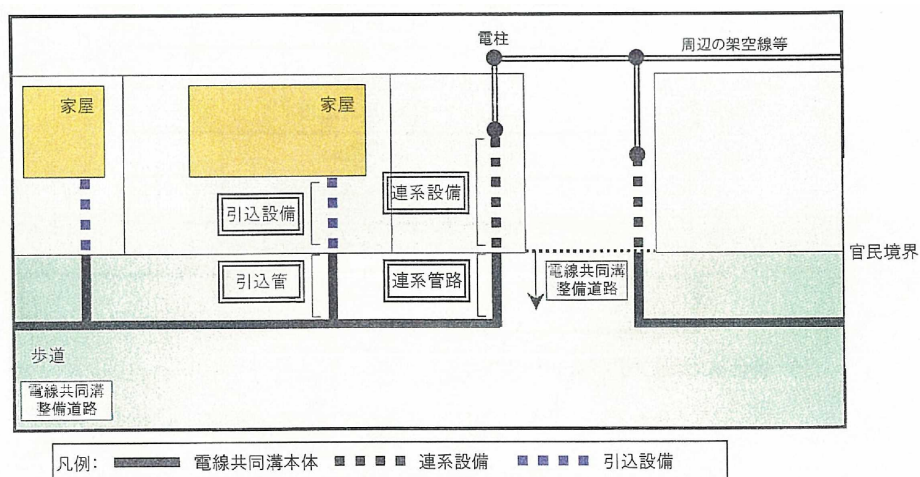 電柱
周辺の架空線等
家屋
家屋
連系設備
引込設備
官民境界
引込管
連系管路
電線共同溝
整備道路
歩道
電線共同溝
整備道路
凡例: 電線共同溝本体 連系設備 引込設備